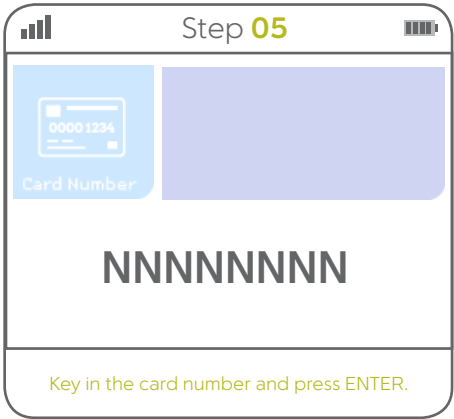 Step 05
00001234
Card Number
NNNNNNNN
Key in the card number and press ENTER.